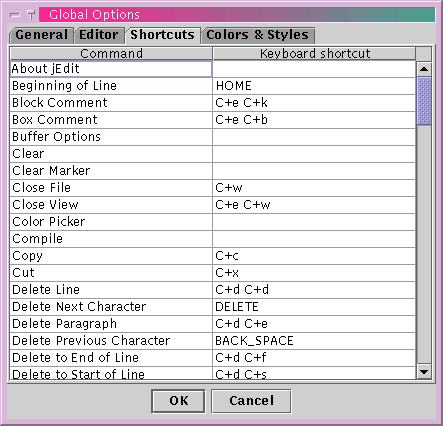 Global Options
General Editor Shortcuts Colors & Styles
Command Keyboard shortcut
About jEdit
Beginning of Line HOME
Block Comment C+e C+k
Box Comment C+e C+b
Buffer Options
Clear
Clear Marker
Close File C+w
Close View C+e C+w
Color Picker
Compile
Copy C+c
Cut C+x
Delete Line C+d C+d
Delete Next Character DELETE
Delete Paragraph C+d C+e
Delete Previous Character BACK_SPACE
Delete to End of Line C+d C+f
Delete to Start of Line C+d C+s
OK Cancel